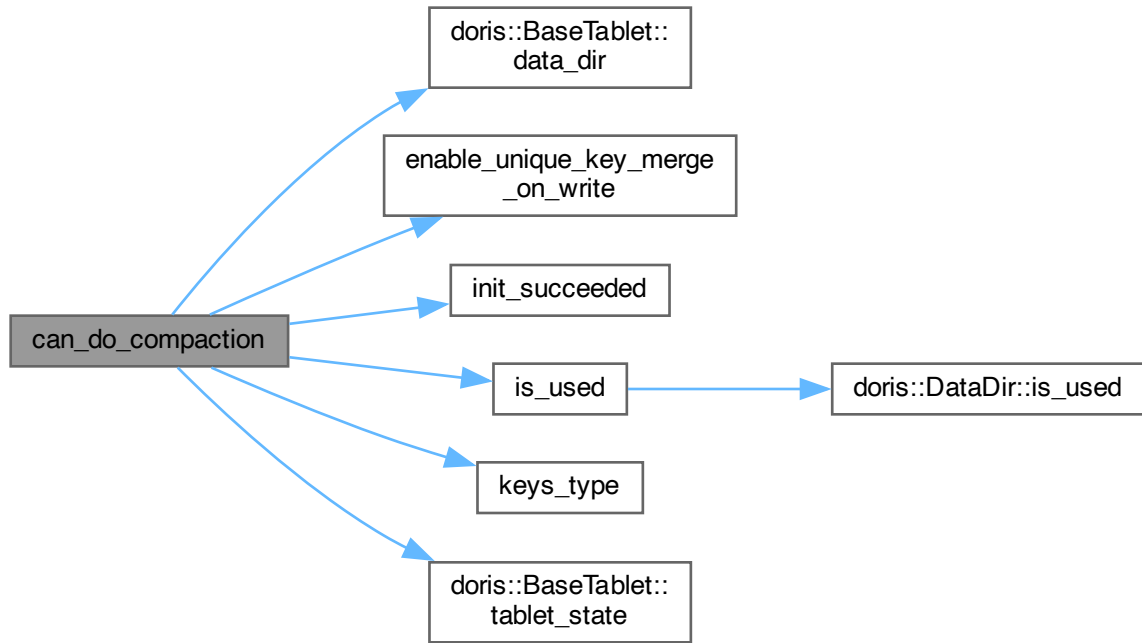 doris::BaseTablet::
data_dir
enable_unique_key_merge
_on_write
init_succeeded
can_do_compaction
is_used
doris::DataDir::is_used
keys_type
doris::BaseTablet::
tablet_state